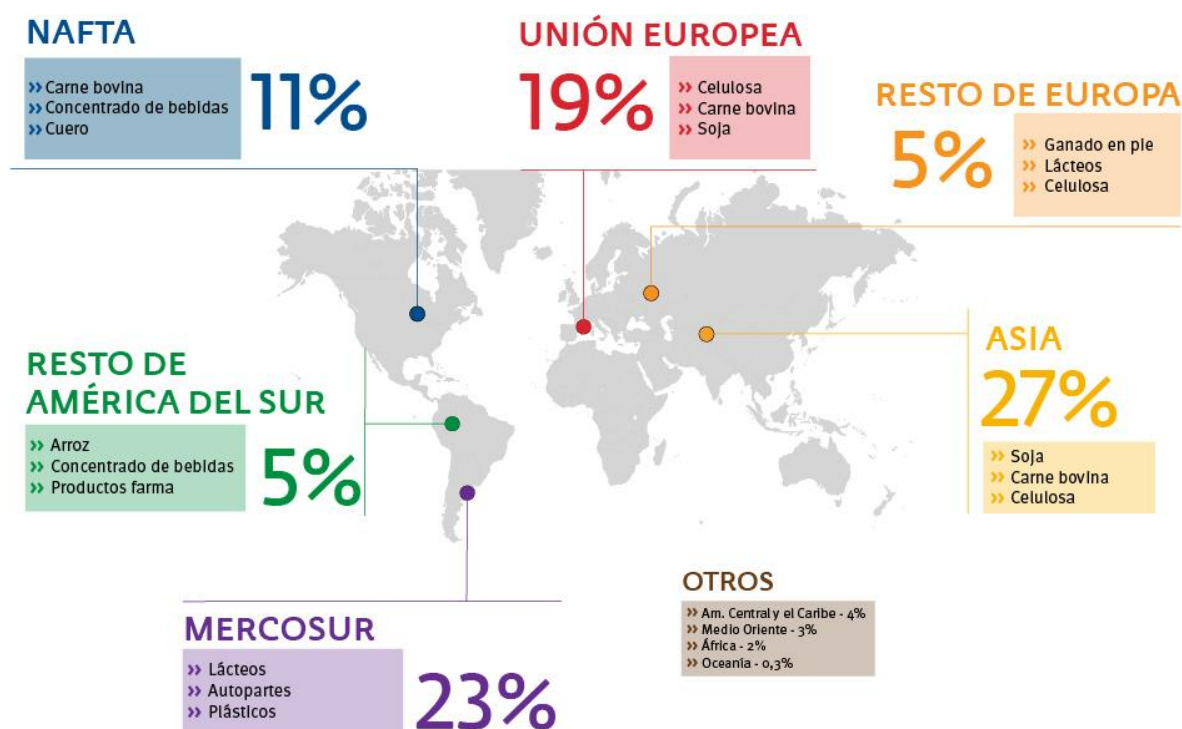 NAFTA
›› Carne bovina
›› Concentrado de bebidas
›› Cuero
11%
UNIÓN EUROPEA
19%
›› Celulosa
›› Carne bovina
›› Soja
RESTO DE EUROPA
5%
›› Ganado en pie
›› Lácteos
›› Celulosa
ASIA
27%
›› Soja
›› Carne bovina
›› Celulosa
RESTO DE
AMÉRICA DEL SUR
›› Arroz
›› Concentrado de bebidas
›› Productos farma
5%
MERCOSUR
›› Lácteos
›› Autopartes
›› Plásticos
23%
OTROS
›› Am. Central y el Caribe - 4%
›› Medio Oriente - 3%
›› África - 2%
›› Oceanía - 0,3%